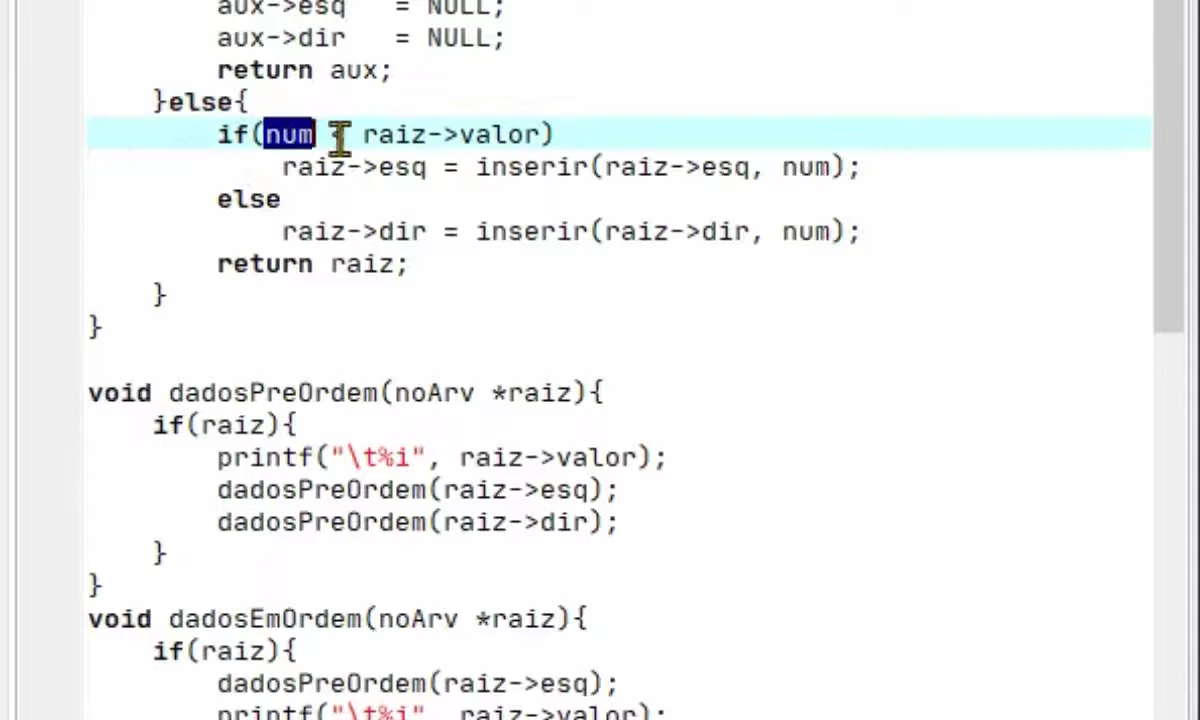 aux->esq   = NULL;
aux->dir   = NULL;
return aux;
}else{
if(num raiz->valor)
raiz->esq = inserir(raiz->esq, num);
else
raiz->dir = inserir(raiz->dir, num);
return raiz;
}
}
void dadosPreOrdem(noArv *raiz){
if(raiz){
printf("\t%i", raiz->valor);
dadosPreOrdem(raiz->esq);
dadosPreOrdem(raiz->dir);
}
}
void dadosEmOrdem(noArv *raiz){
if(raiz){
dadosPreOrdem(raiz->esq);
printf("\t%i", raiz->valor);